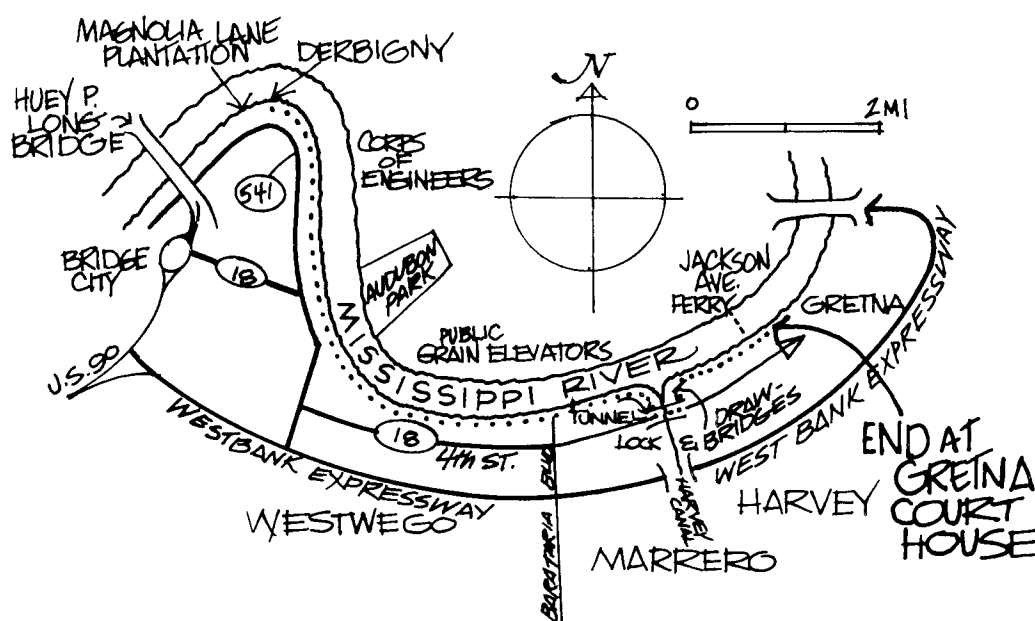 MAGNOLIA LANE
PLANTATION
DERBIGNY
N
HUEY P.
LONG
BRIDGE
0
2 MI
CORPS
OF
ENGINEERS
541
BRIDGE
CITY
18
AUDUBON
PARK
JACKSON
AVE.
FERRY
GRETNA
PUBLIC
GRAIN ELEVATORS
MISSISSIPPI RIVER
U.S. 90
TUNNEL
LOCK
DRAW-
& BRIDGES
18
4TH ST.
WESTBANK EXPRESSWAY
WEST BANK EXPRESSWAY
END AT
GRETNA
COURT
HOUSE
WESTWEGO
BARATARIA BLVD
HARVEY
CANAL
HARVEY
MARRERO